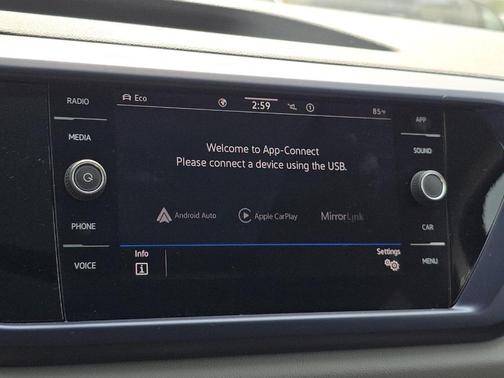 RADIO
MEDIA
PHONE
VOICE
Eco
2:59
85°F
Welcome to App-Connect
Please connect a device using the USB.
Android Auto
Apple CarPlay
MirrorLink
Info
Settings
APP
SOUND
CAR
MENU